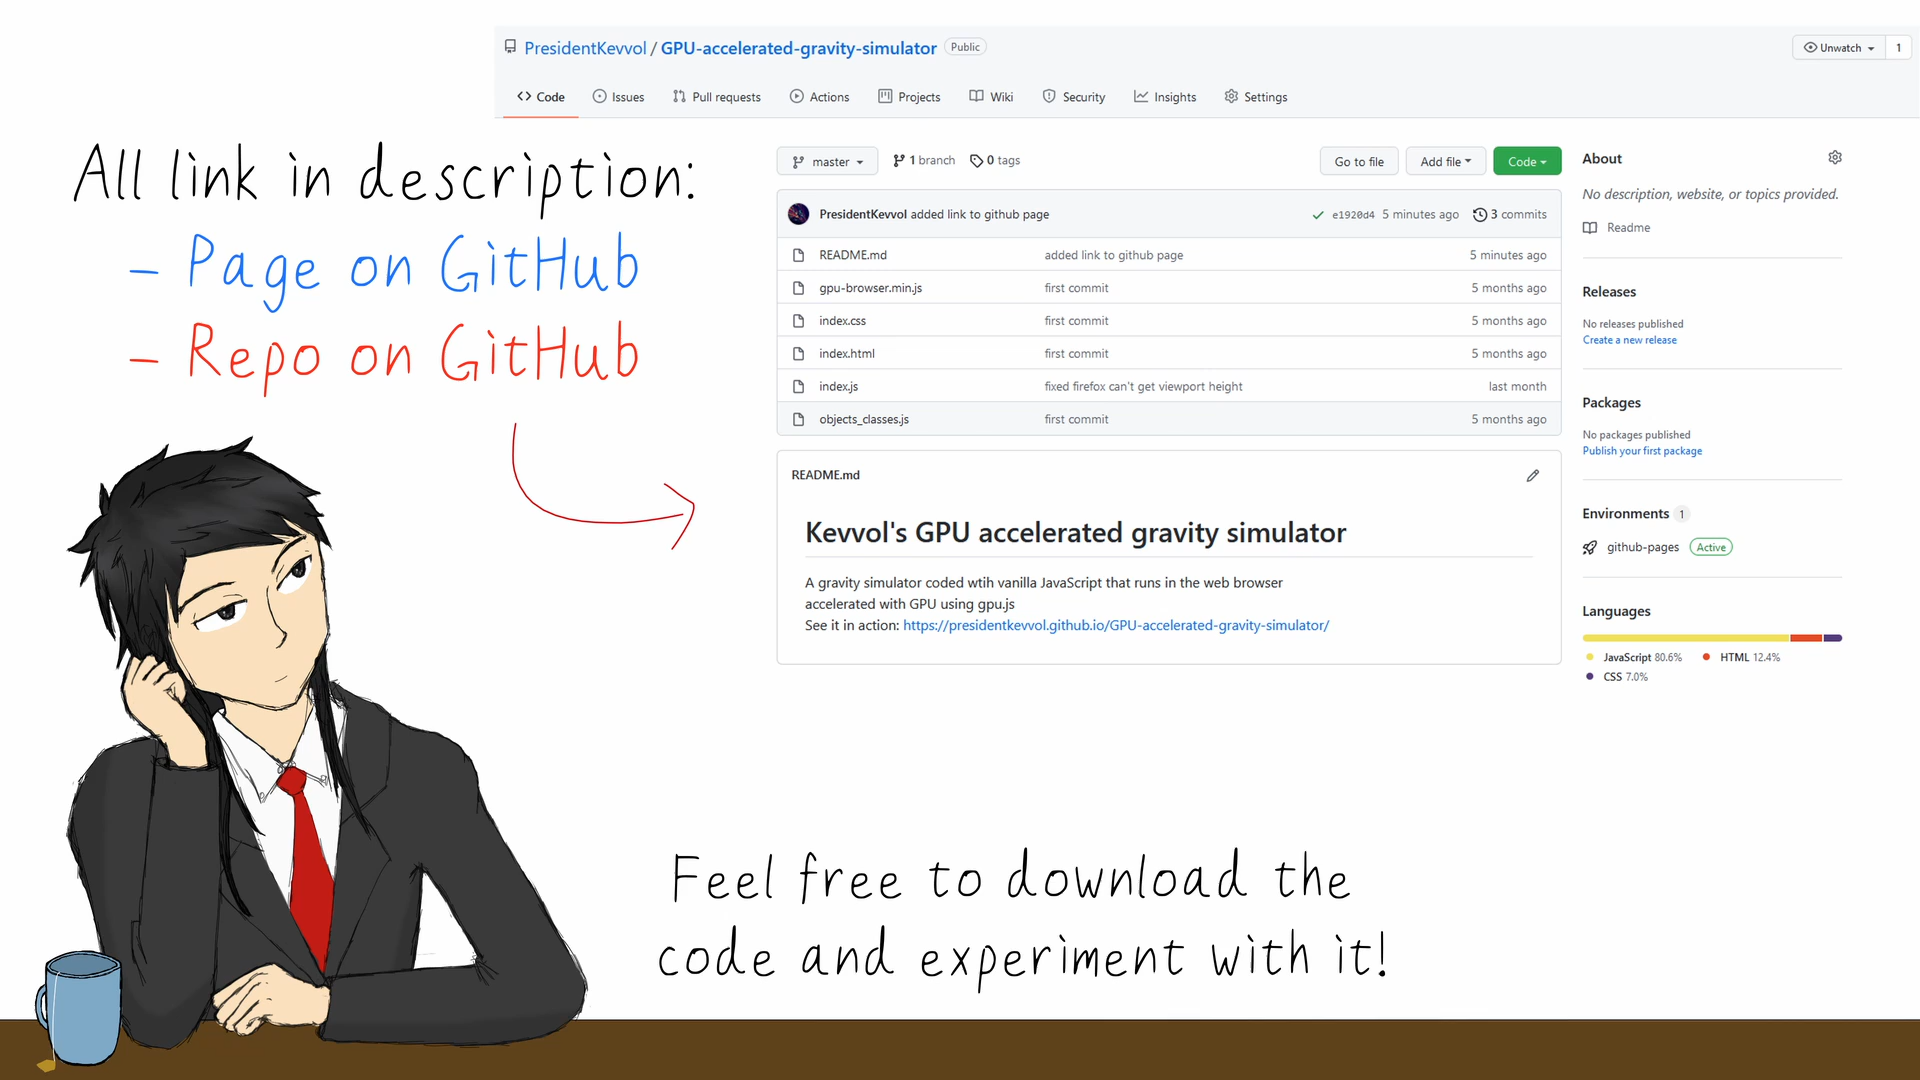 PresidentKevvol / GPU-accelerated-gravity-simulator Public
Unwatch 1
Code Issues Pull requests Actions Projects Wiki Security Insights Settings
All link in description:
- Page on GitHub
- Repo on GitHub
master 1 branch 0 tags Go to file Add file Code
PresidentKevvol added link to github page e1920d4 5 minutes ago 3 commits
README.md added link to github page 5 minutes ago
gpu-browser.min.js first commit 5 months ago
index.css first commit 5 months ago
index.html first commit 5 months ago
index.js fixed firefox can't get viewport height last month
objects_classes.js first commit 5 months ago
README.md
Kevvol's GPU accelerated gravity simulator
A gravity simulator coded wtih vanilla JavaScript that runs in the web browser
accelerated with GPU using gpu.js
See it in action: https://presidentkevvol.github.io/GPU-accelerated-gravity-simulator/
About
No description, website, or topics provided.
Readme
Releases
No releases published
Create a new release
Packages
No packages published
Publish your first package
Environments 1
github-pages Active
Languages
JavaScript 80.6% HTML 12.4%
CSS 7.0%
Feel free to download the
code and experiment with it!